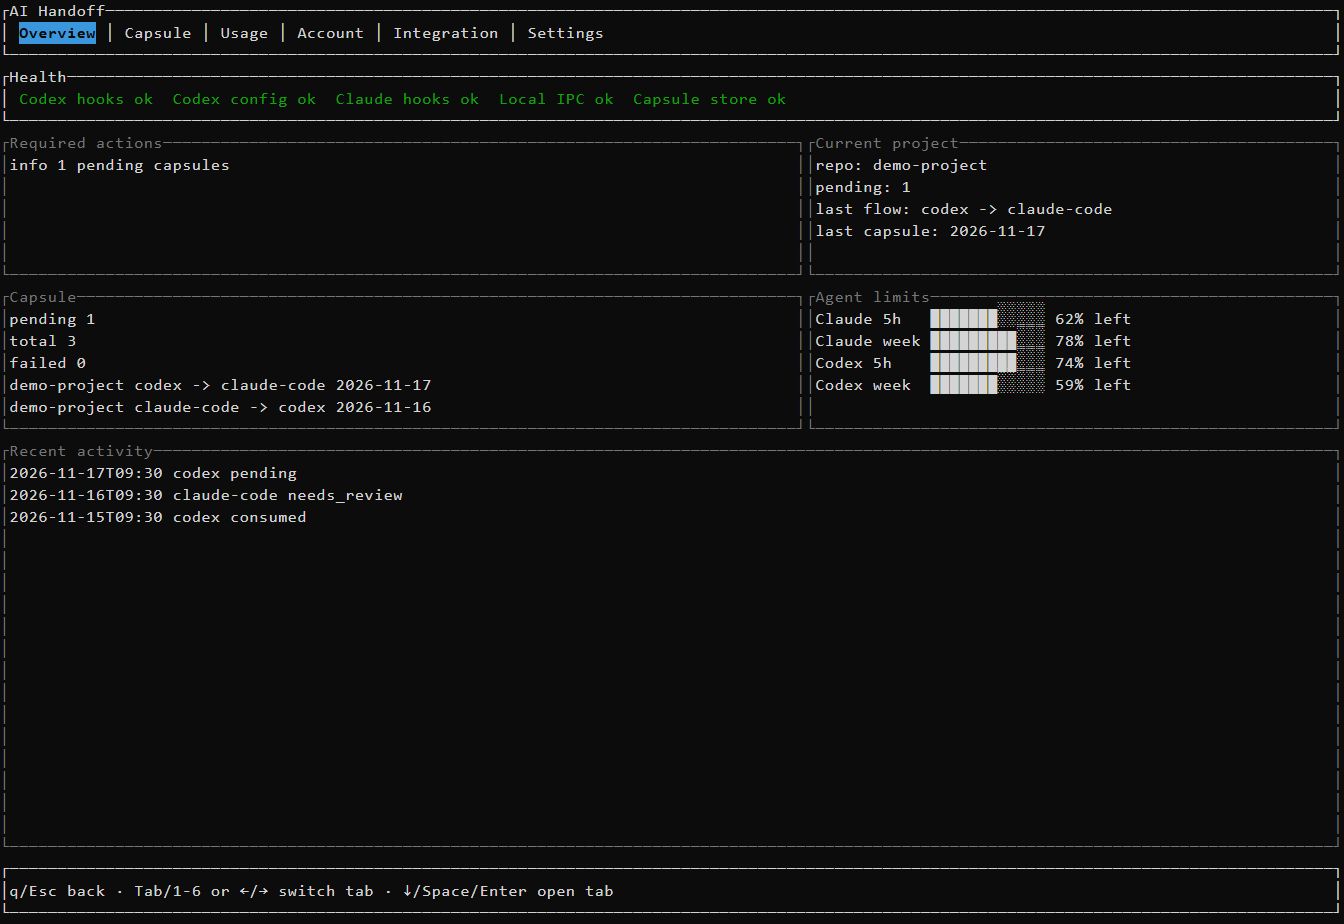 AI Handoff
Overview │ Capsule │ Usage │ Account │ Integration │ Settings
Health
Codex hooks ok  Codex config ok  Claude hooks ok  Local IPC ok  Capsule store ok
Required actions
info 1 pending capsules
Current project
repo: demo-project
pending: 1
last flow: codex -> claude-code
last capsule: 2026-11-17
Capsule
pending 1
total 3
failed 0
demo-project codex -> claude-code 2026-11-17
demo-project claude-code -> codex 2026-11-16
Agent limits
Claude 5h 62% left
Claude week 78% left
Codex 5h 74% left
Codex week 59% left
Recent activity
2026-11-17T09:30 codex pending
2026-11-16T09:30 claude-code needs_review
2026-11-15T09:30 codex consumed
q/Esc back · Tab/1-6 or ←/→ switch tab · ↓/Space/Enter open tab